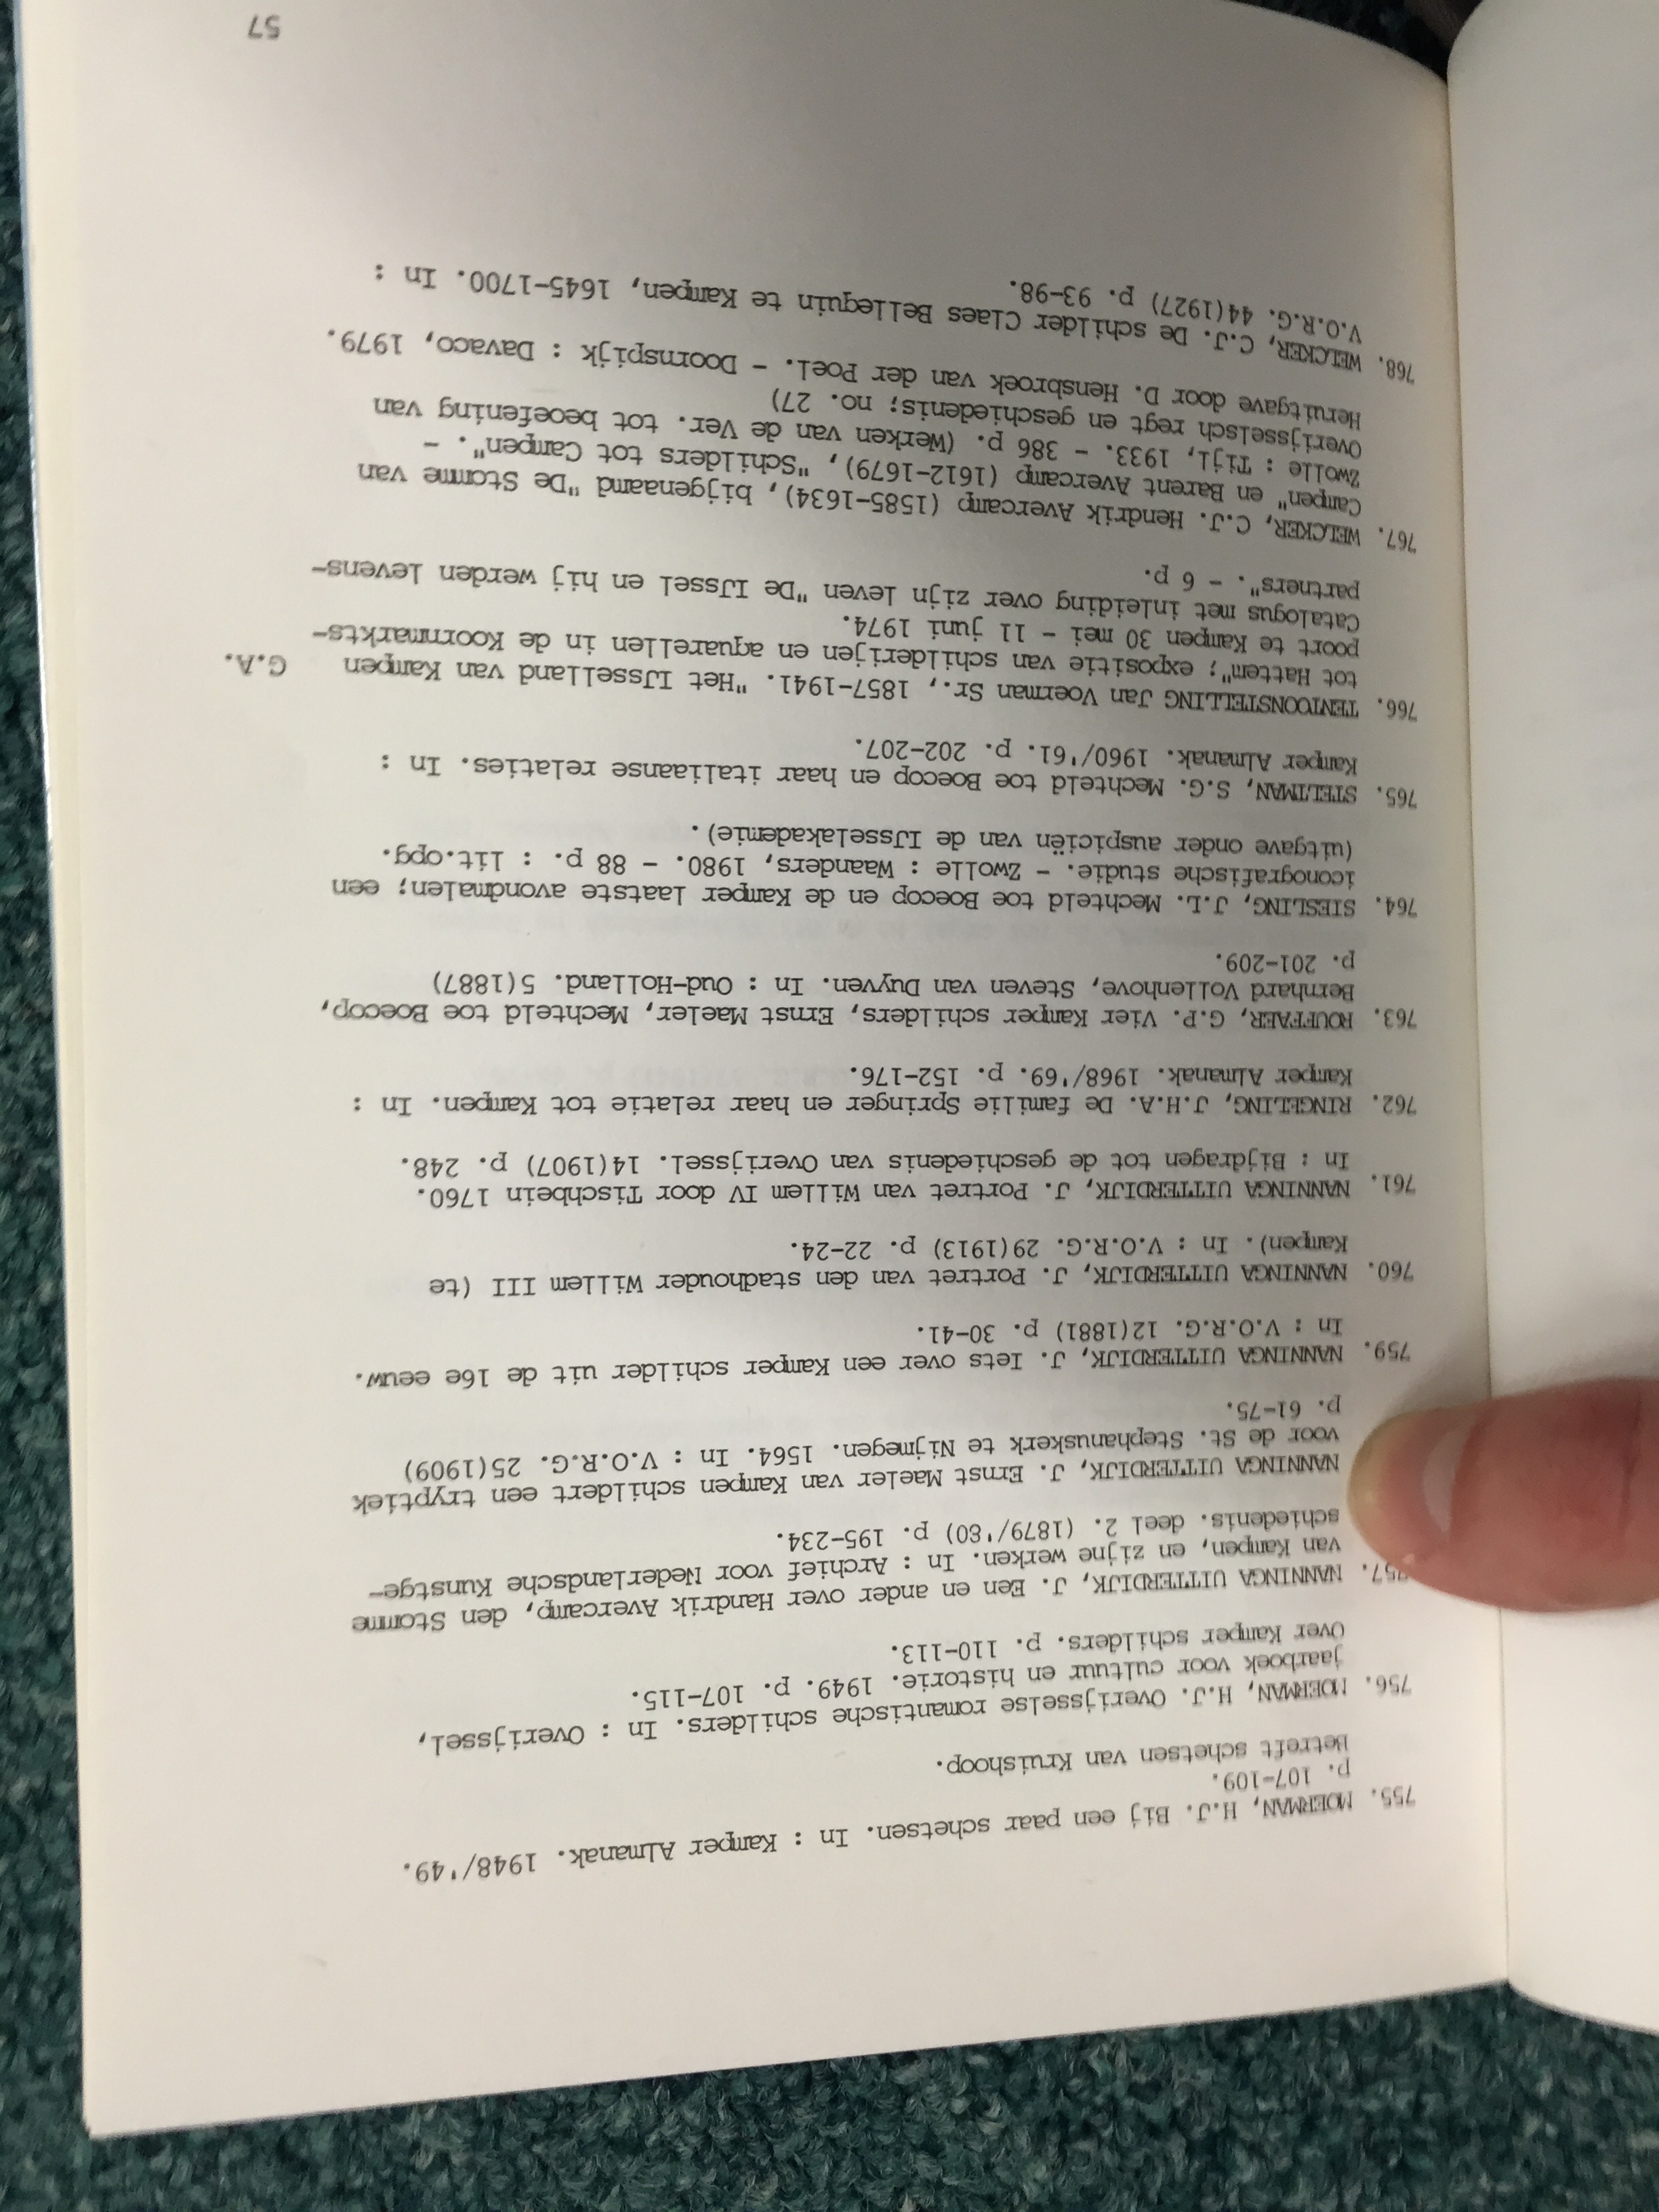 755. MOERMAN, H.J. Bij een paar schetsen. In : Kamper Almanak. 1948/'49.
p. 107-109.
Betreft schetsen van Kruishoop.
756. MOERMAN, H.J. Overijsselse romantische schilders. In : Overijssel,
jaarboek voor cultuur en historie. 1949. p. 107-115.
Over Kamper schilders. p. 110-113.
757. NANNINGA UITTERDIJK, J. Een en ander over Handrik Avercamp, den Stomme
van Kampen, en zijne werken. In : Archief voor Nederlandsche Kunstge-
schiedenis. deel 2. (1879/'80) p. 195-234.
NANNINGA UITTERDIJK, J. Ernst Maeler van Kampen schildert een tryptiek
voor de St. Stephanuskerk te Nijmegen. 1564. In : V.O.R.G. 25(1909)
p. 61-75.
759. NANNINGA UITTERDIJK, J. Iets over een Kamper schilder uit de 16e eeuw.
In : V.O.R.G. 12(1881) p. 30-41.
760. NANNINGA UITTERDIJK, J. Portret van den stadhouder Willem III (te
Kampen). In : V.O.R.G. 29(1913) p. 22-24.
761. NANNINGA UITTERDIJK, J. Portret van Willem IV door Tischbein 1760.
In : Bijdragen tot de geschiedenis van Overijssel. 14(1907) p. 248.
762. RINGELING, J.H.A. De familie Springer en haar relatie tot Kampen. In :
Kamper Almanak. 1968/'69. p. 152-176.
763. ROUFFAER, G.P. Vier Kamper schilders, Ernst Maeler, Mechteld toe Boecop,
Bernhard Vollenhove, Steven van Duyven. In : Oud-Holland. 5(1887)
p. 201-209.
764. SIESLING, J.L. Mechteld toe Boecop en de Kamper laatste avondmalen; een
iconografische studie. - Zwolle : Waanders, 1980. - 88 p. : lit.opg.
(uitgave onder auspiciën van de IJsselakademie).
765. STELTMAN, S.G. Mechteld toe Boecop en haar italiaanse relaties. In :
Kamper Almanak. 1960/'61. p. 202-207.
766. TENTOONSTELLING Jan Voerman Sr., 1857-1941. "Het IJsselland van Kampen G.A.
tot Hattem"; expositie van schilderijen en aquarellen in de Koornmarkts-
poort te Kampen 30 mei - 11 juni 1974.
Catalogus met inleiding over zijn leven "De IJssel en hij werden levens-
partners". - 6 p.
767. WELCKER, C.J. Hendrik Avercamp (1585-1634), bijgenaamd "De Stomme van
Campen" en Barent Avercamp (1612-1679), "Schilders tot Campen". -
Zwolle : Tijl, 1933. - 386 p. (Werken van de Ver. tot beoefening van
Overijsselsch regt en geschiedenis; no. 27)
Heruitgave door D. Hensbroek van der Poel. - Doornspijk : Davaco, 1979.
768. WELCKER, C.J. De schilder Claes Bellequin te Kampen, 1645-1700. In :
V.O.R.G. 44(1927) p. 93-98.
57